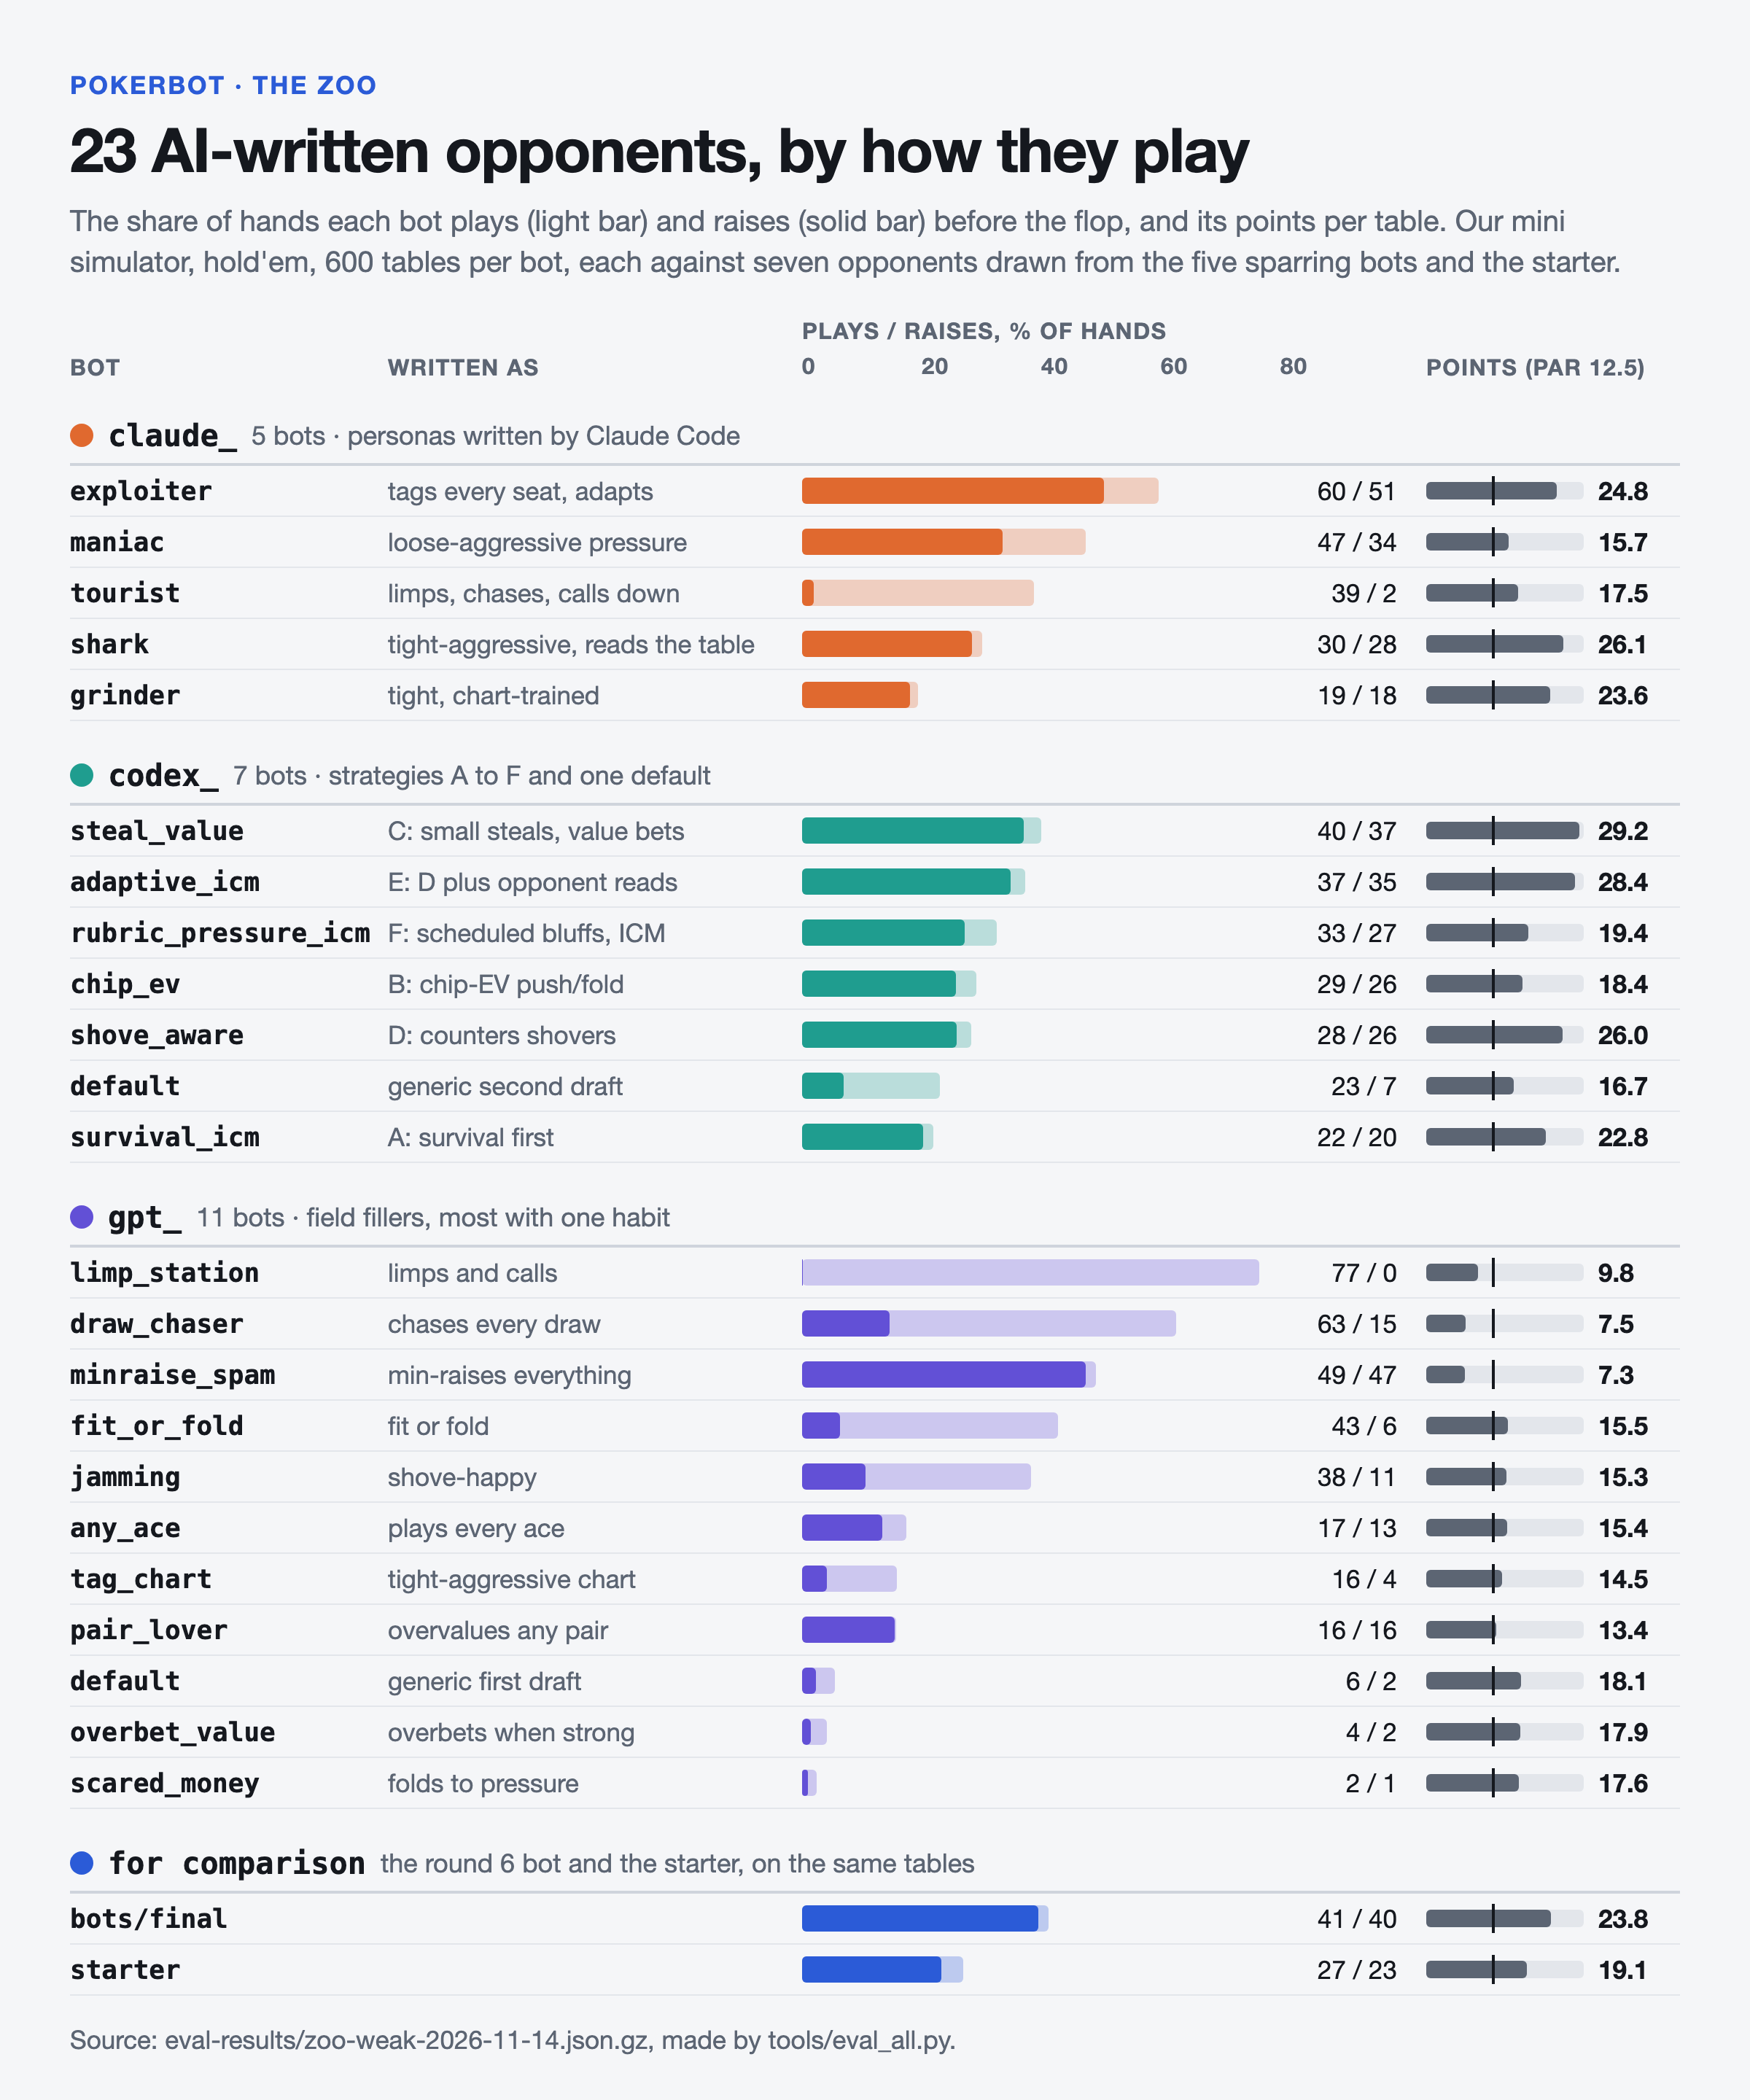 POKERBOT · THE ZOO
23 AI-written opponents, by how they play
The share of hands each bot plays (light bar) and raises (solid bar) before the flop, and its points per table. Our mini
simulator, hold'em, 600 tables per bot, each against seven opponents drawn from the five sparring bots and the starter.
PLAYS / RAISES, % OF HANDS
BOT WRITTEN AS 0 20 40 60 80 POINTS (PAR 12.5)
claude_ 5 bots · personas written by Claude Code
exploiter tags every seat, adapts 60 / 51 24.8
maniac loose-aggressive pressure 47 / 34 15.7
tourist limps, chases, calls down 39 / 2 17.5
shark tight-aggressive, reads the table 30 / 28 26.1
grinder tight, chart-trained 19 / 18 23.6
codex_ 7 bots · strategies A to F and one default
steal_value C: small steals, value bets 40 / 37 29.2
adaptive_icm E: D plus opponent reads 37 / 35 28.4
rubric_pressure_icm F: scheduled bluffs, ICM 33 / 27 19.4
chip_ev B: chip-EV push/fold 29 / 26 18.4
shove_aware D: counters shovers 28 / 26 26.0
default generic second draft 23 / 7 16.7
survival_icm A: survival first 22 / 20 22.8
gpt_ 11 bots · field fillers, most with one habit
limp_station limps and calls 77 / 0 9.8
draw_chaser chases every draw 63 / 15 7.5
minraise_spam min-raises everything 49 / 47 7.3
fit_or_fold fit or fold 43 / 6 15.5
jamming shove-happy 38 / 11 15.3
any_ace plays every ace 17 / 13 15.4
tag_chart tight-aggressive chart 16 / 4 14.5
pair_lover overvalues any pair 16 / 16 13.4
default generic first draft 6 / 2 18.1
overbet_value overbets when strong 4 / 2 17.9
scared_money folds to pressure 2 / 1 17.6
for comparison the round 6 bot and the starter, on the same tables
bots/final 41 / 40 23.8
starter 27 / 23 19.1
Source: eval-results/zoo-weak-2026-11-14.json.gz, made by tools/eval_all.py.